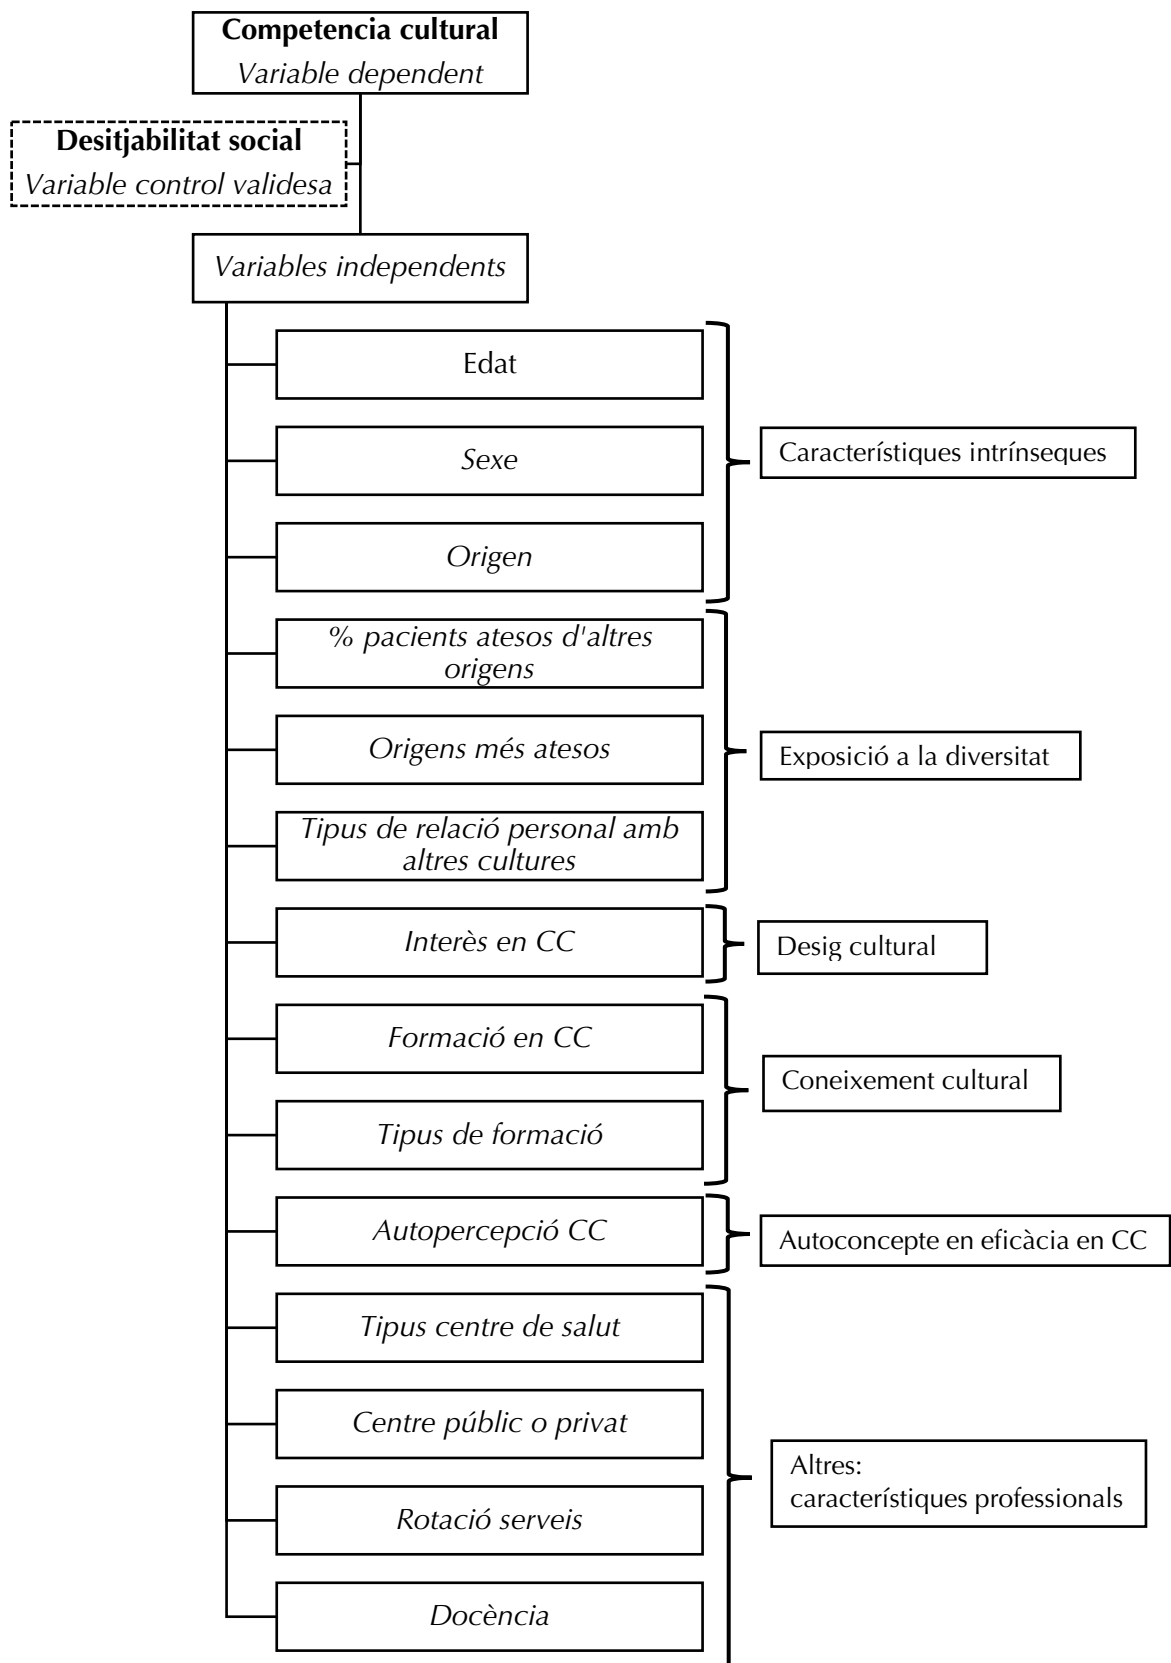 Competencia cultural
Variable dependent
Desitjabilitat social
Variable control validesa
Variables independents
Edat
Sexe
Origen
Característiques intrínseques
% pacients atesos d'altres
origens
Origens més atesos
Tipus de relació personal amb
altres cultures
Exposició a la diversitat
Interès en CC
Desig cultural
Formació en CC
Tipus de formació
Coneixement cultural
Autopercepció CC
Autoconcepte en eficàcia en CC
Tipus centre de salut
Centre públic o privat
Rotació serveis
Docència
Altres:
característiques professionals